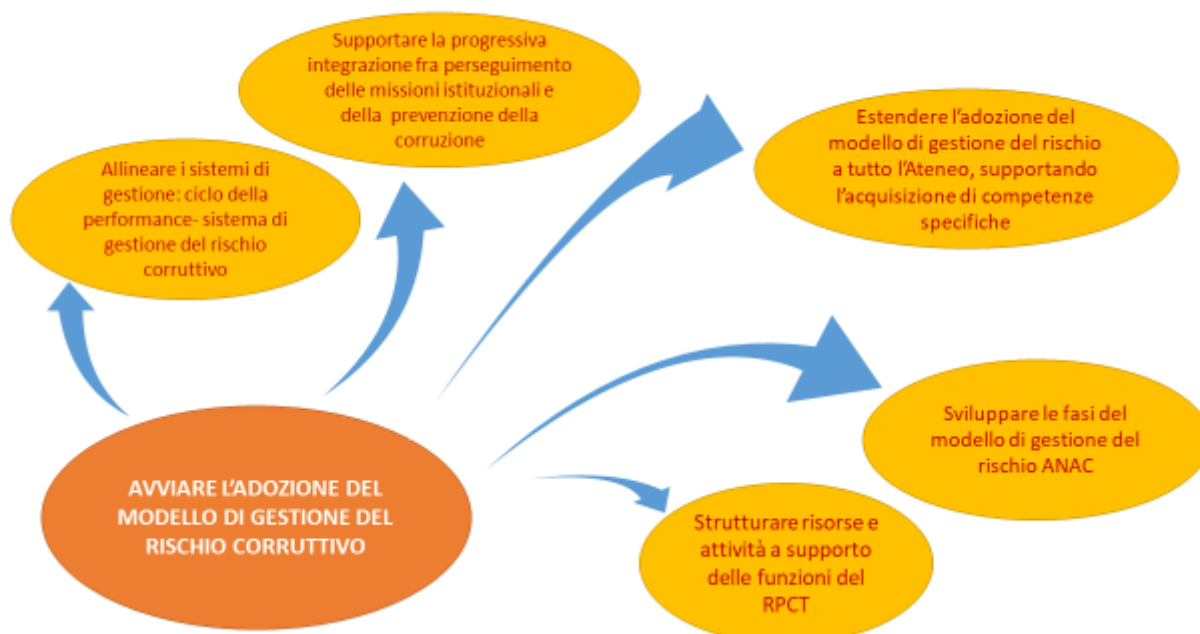 Supportare la progressiva
integrazione fra perseguimento
delle missioni istituzionali e
della prevenzione della
corruzione
Allineare i sistemi di
gestione: ciclo della
performance- sistema di
gestione del rischio
corruttivo
Estendere l'adozione del
modello di gestione del rischio
a tutto l'Ateneo, supportando
l'acquisizione di competenze
specifiche
Sviluppare le fasi del
modello di gestione del
rischio ANAC
AVVIARE L'ADOZIONE DEL
MODELLO DI GESTIONE DEL
RISCHIO CORRUTTIVO
Strutturare risorse e
attività a supporto
delle funzioni del
RPCT